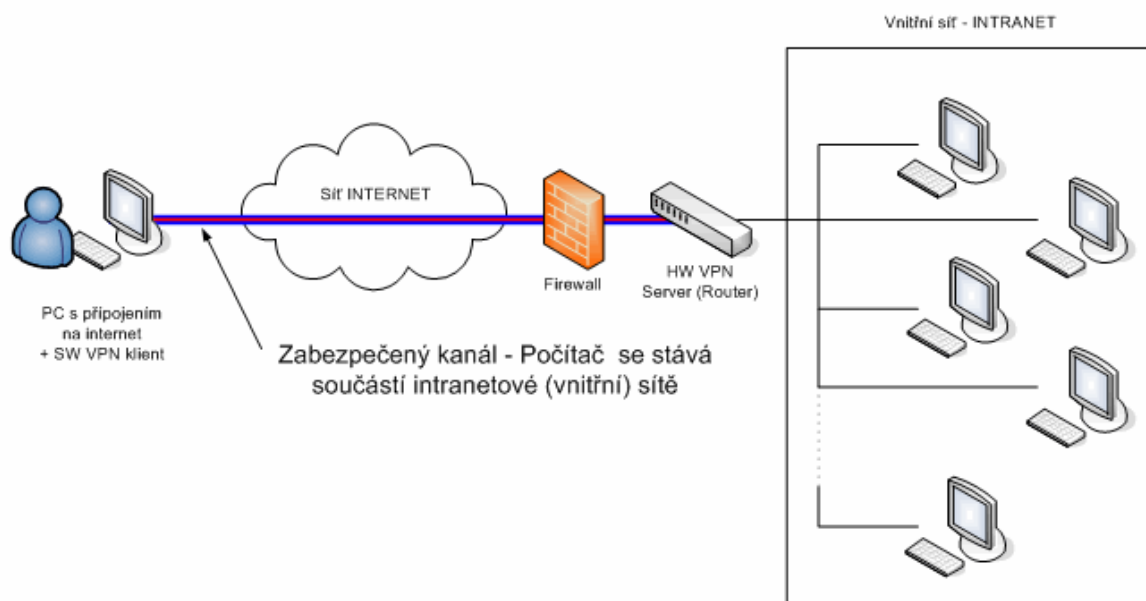 Vnitřní síť - INTRANET
Síť INTERNET
Firewall
HW VPN
Server (Router)
PC s připojením
na internet
+ SW VPN klient
Zabezpečený kanál - Počítač se stává
součástí intranetové (vnitřní) sítě